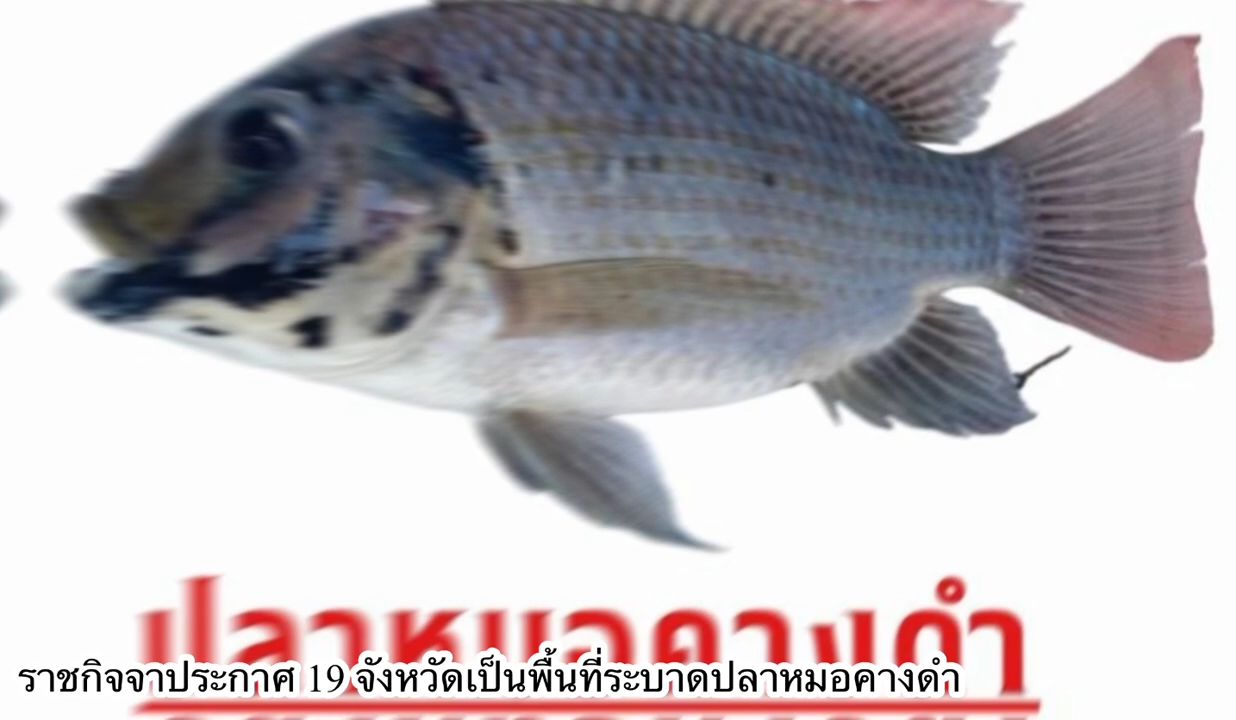 ปลาหมอคางดำ
ราชกิจจาประกาศ 19 จังหวัดเป็นพื้นที่ระบาดปลาหมอคางดำ